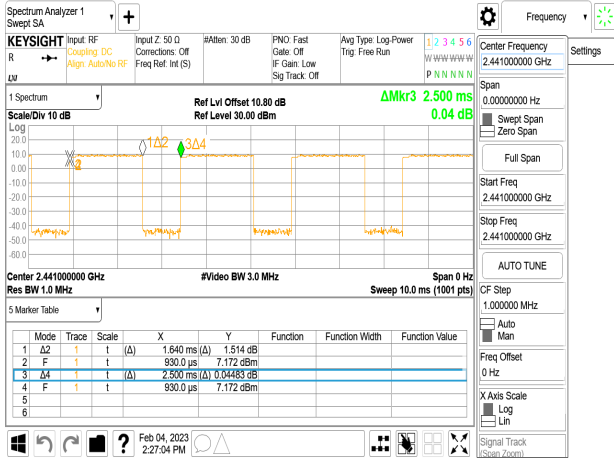 Spectrum Analyzer 1
Swept SA
Frequency
Settings
KEYSIGHT
R
LXI
Input: RF
Coupling: DC
Align: Auto/No RF
Input Z: 50 Ω
Corrections: Off
Freq Ref: Int (S)
#Atten: 30 dB
PNO: Fast
Gate: Off
IF Gain: Low
Sig Track: Off
Avg Type: Log-Power
Trig: Free Run
1 2 3 4 5 6
W W W W W W
P N N N N N
1 Spectrum
Scale/Div 10 dB
Ref Lvl Offset 10.80 dB
Ref Level 30.00 dBm
ΔMkr3 2.500 ms
0.04 dB
Log
20.0
10.0
0.00
-10.0
-20.0
-30.0
-40.0
-50.0
-60.0
1Δ2
3Δ4
Center 2.441000000 GHz
Res BW 1.0 MHz
#Video BW 3.0 MHz
Span 0 Hz
Sweep 10.0 ms (1001 pts)
5 Marker Table
Mode Trace Scale X Y Function Function Width Function Value
1 Δ2 1 t (Δ) 1.640 ms (Δ) 1.514 dB
2 F 1 t 930.0 µs 7.172 dBm
3 Δ4 1 t (Δ) 2.500 ms (Δ) 0.04483 dB
4 F 1 t 930.0 µs 7.172 dBm
5
6
Feb 04, 2023
2:27:04 PM
Center Frequency
2.441000000 GHz
Span
0.00000000 Hz
Swept Span
Zero Span
Full Span
Start Freq
2.441000000 GHz
Stop Freq
2.441000000 GHz
AUTO TUNE
CF Step
1.000000 MHz
Auto
Man
Freq Offset
0 Hz
X Axis Scale
Log
Lin
Signal Track
(Span Zoom)